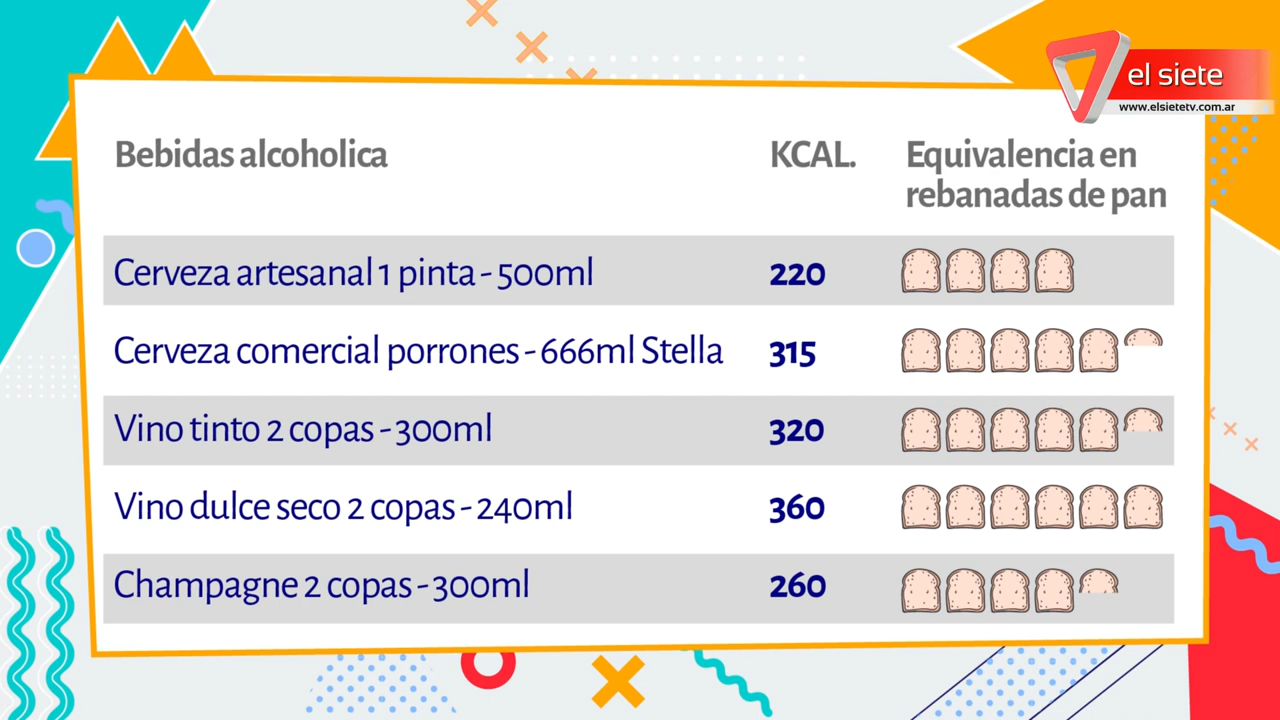 el siete
www.elsietetv.com.ar
Bebidas alcoholica KCAL. Equivalencia en
rebanadas de pan
Cerveza artesanal 1 pinta - 500ml 220
Cerveza comercial porrones - 666ml Stella 315
Vino tinto 2 copas - 300ml 320
Vino dulce seco 2 copas - 240ml 360
Champagne 2 copas - 300ml 260